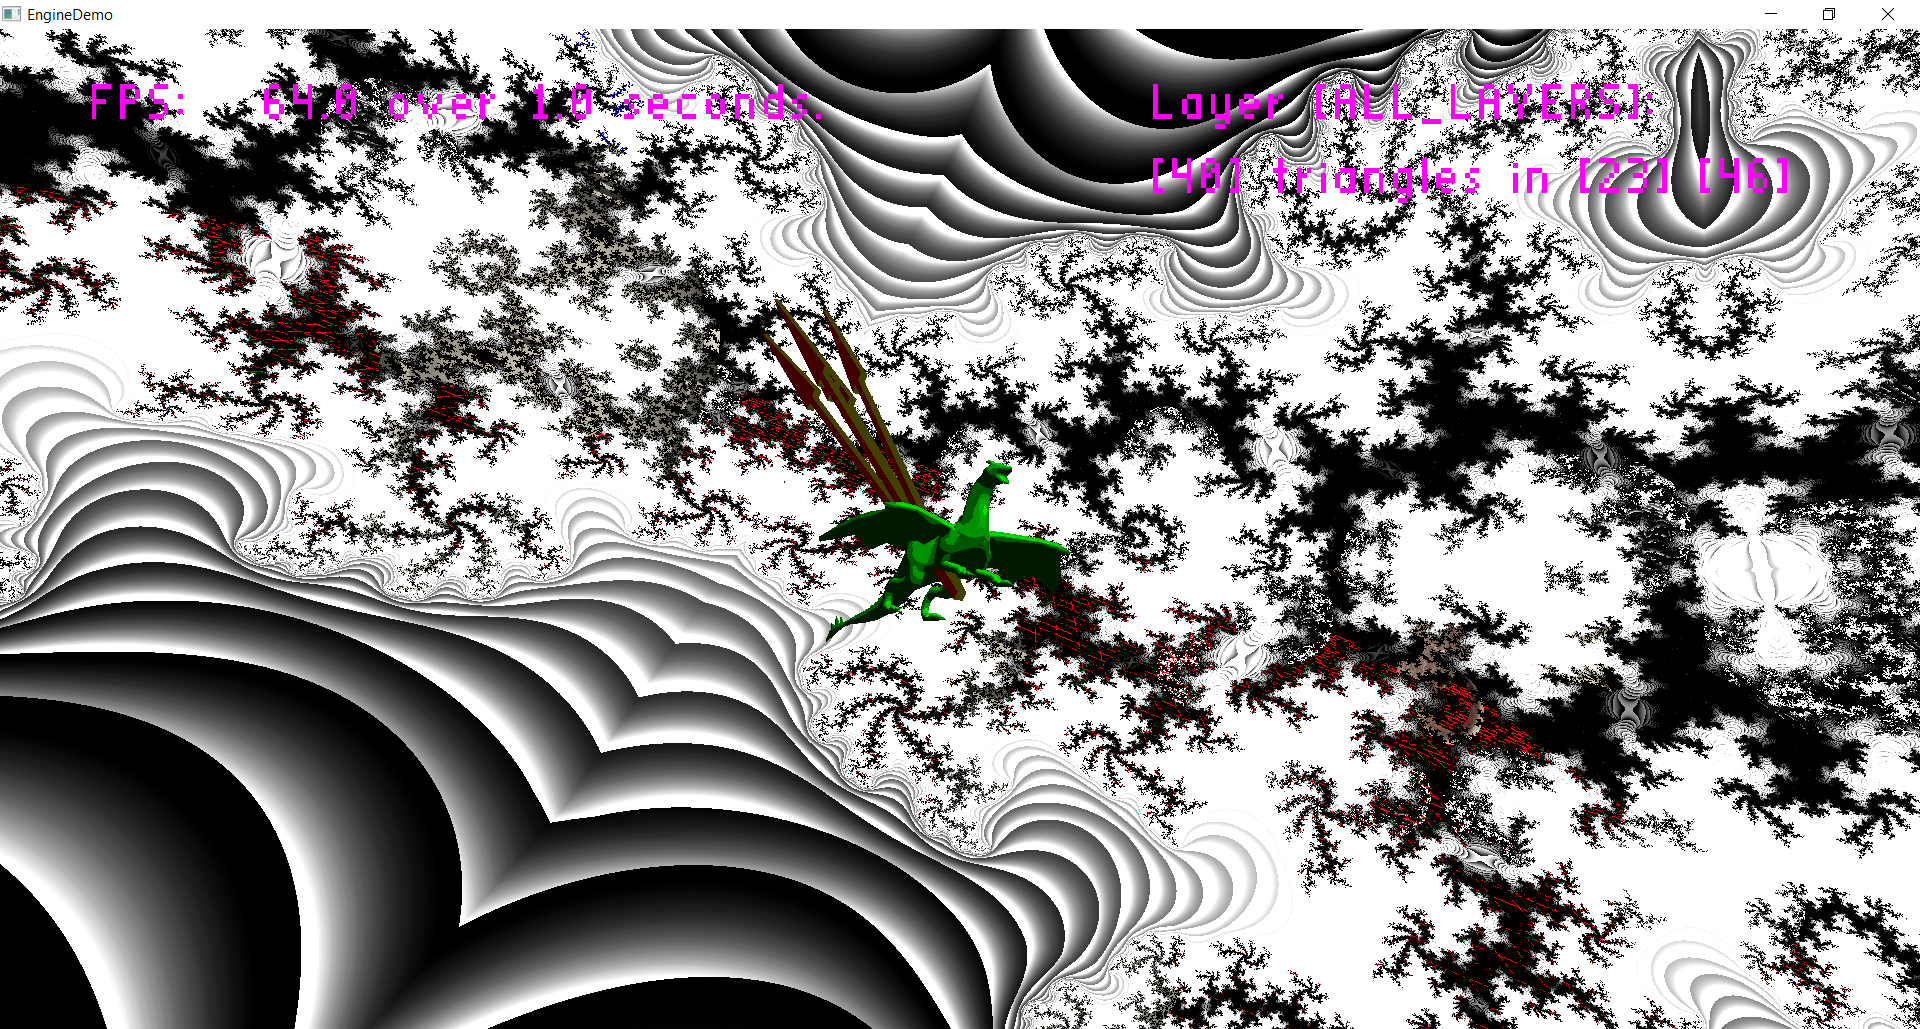 EngineDemo
FPS: 64.0 over 1.0 seconds.
Layer [ALL_LAYERS]:
[40] triangles in [23] [46]